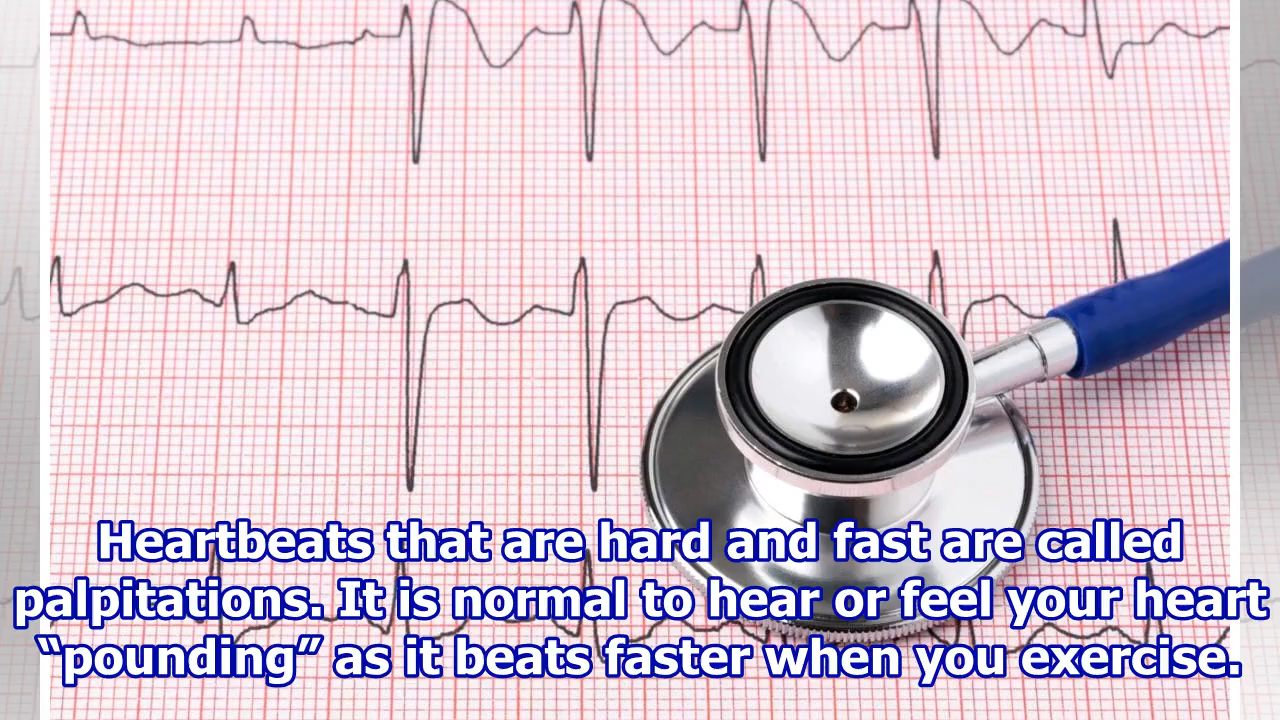 Heartbeats that are hard and fast are called
palpitations. It is normal to hear or feel your heart
“pounding” as it beats faster when you exercise.